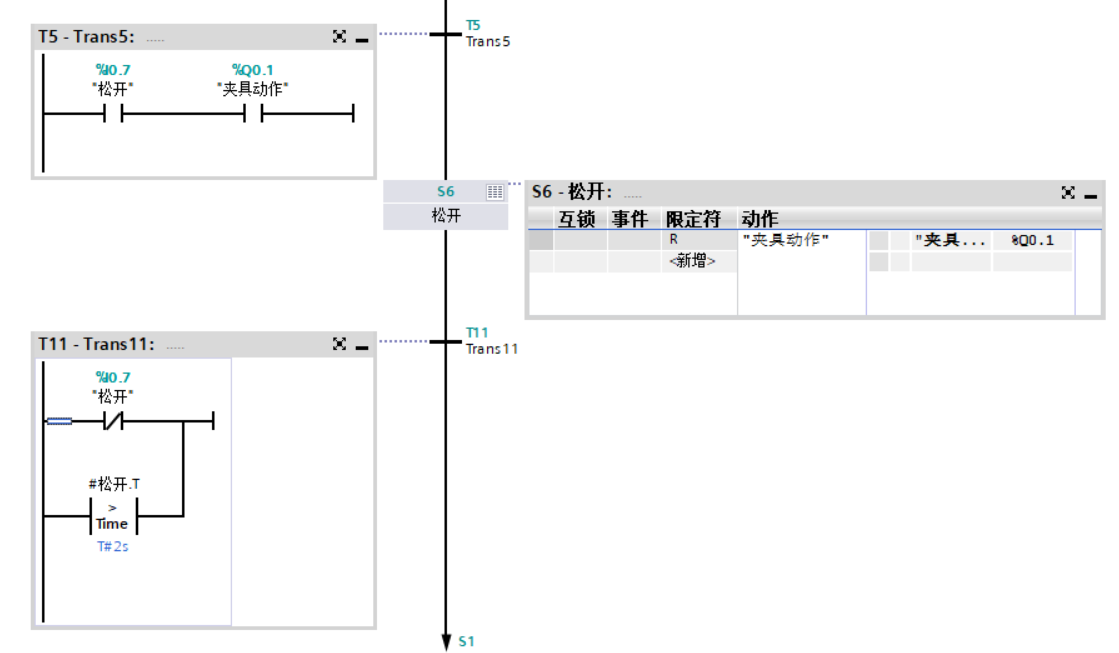 T5
Trans5
T5 - Trans5: .....
%I0.7
"松开"
%Q0.1
"夹具动作"
S6
松开
S6 - 松开: .....
互锁 事件 限定符 动作
R "夹具动作" "夹具... %Q0.1
<新增>
T11
Trans11
T11 - Trans11: .....
%I0.7
"松开"
#松开.T
>
Time
T#2s
S1